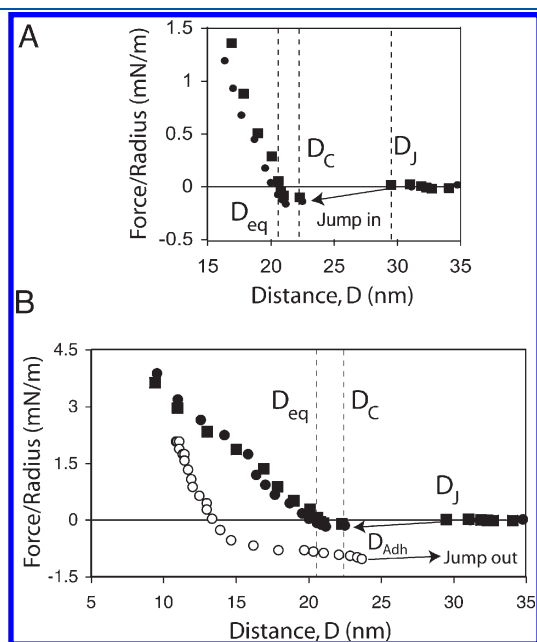 A
1.5
1
0.5
0
-0.5
Force/Radius (mN/m)
D_C
D_J
D_eq
Jump in
15 20 25 30 35
Distance, D (nm)
B
4.5
3
1.5
0
-1.5
Force/Radius (mN/m)
D_eq
D_C
D_J
D_Adh
Jump out
5 10 15 20 25 30 35
Distance, D (nm)